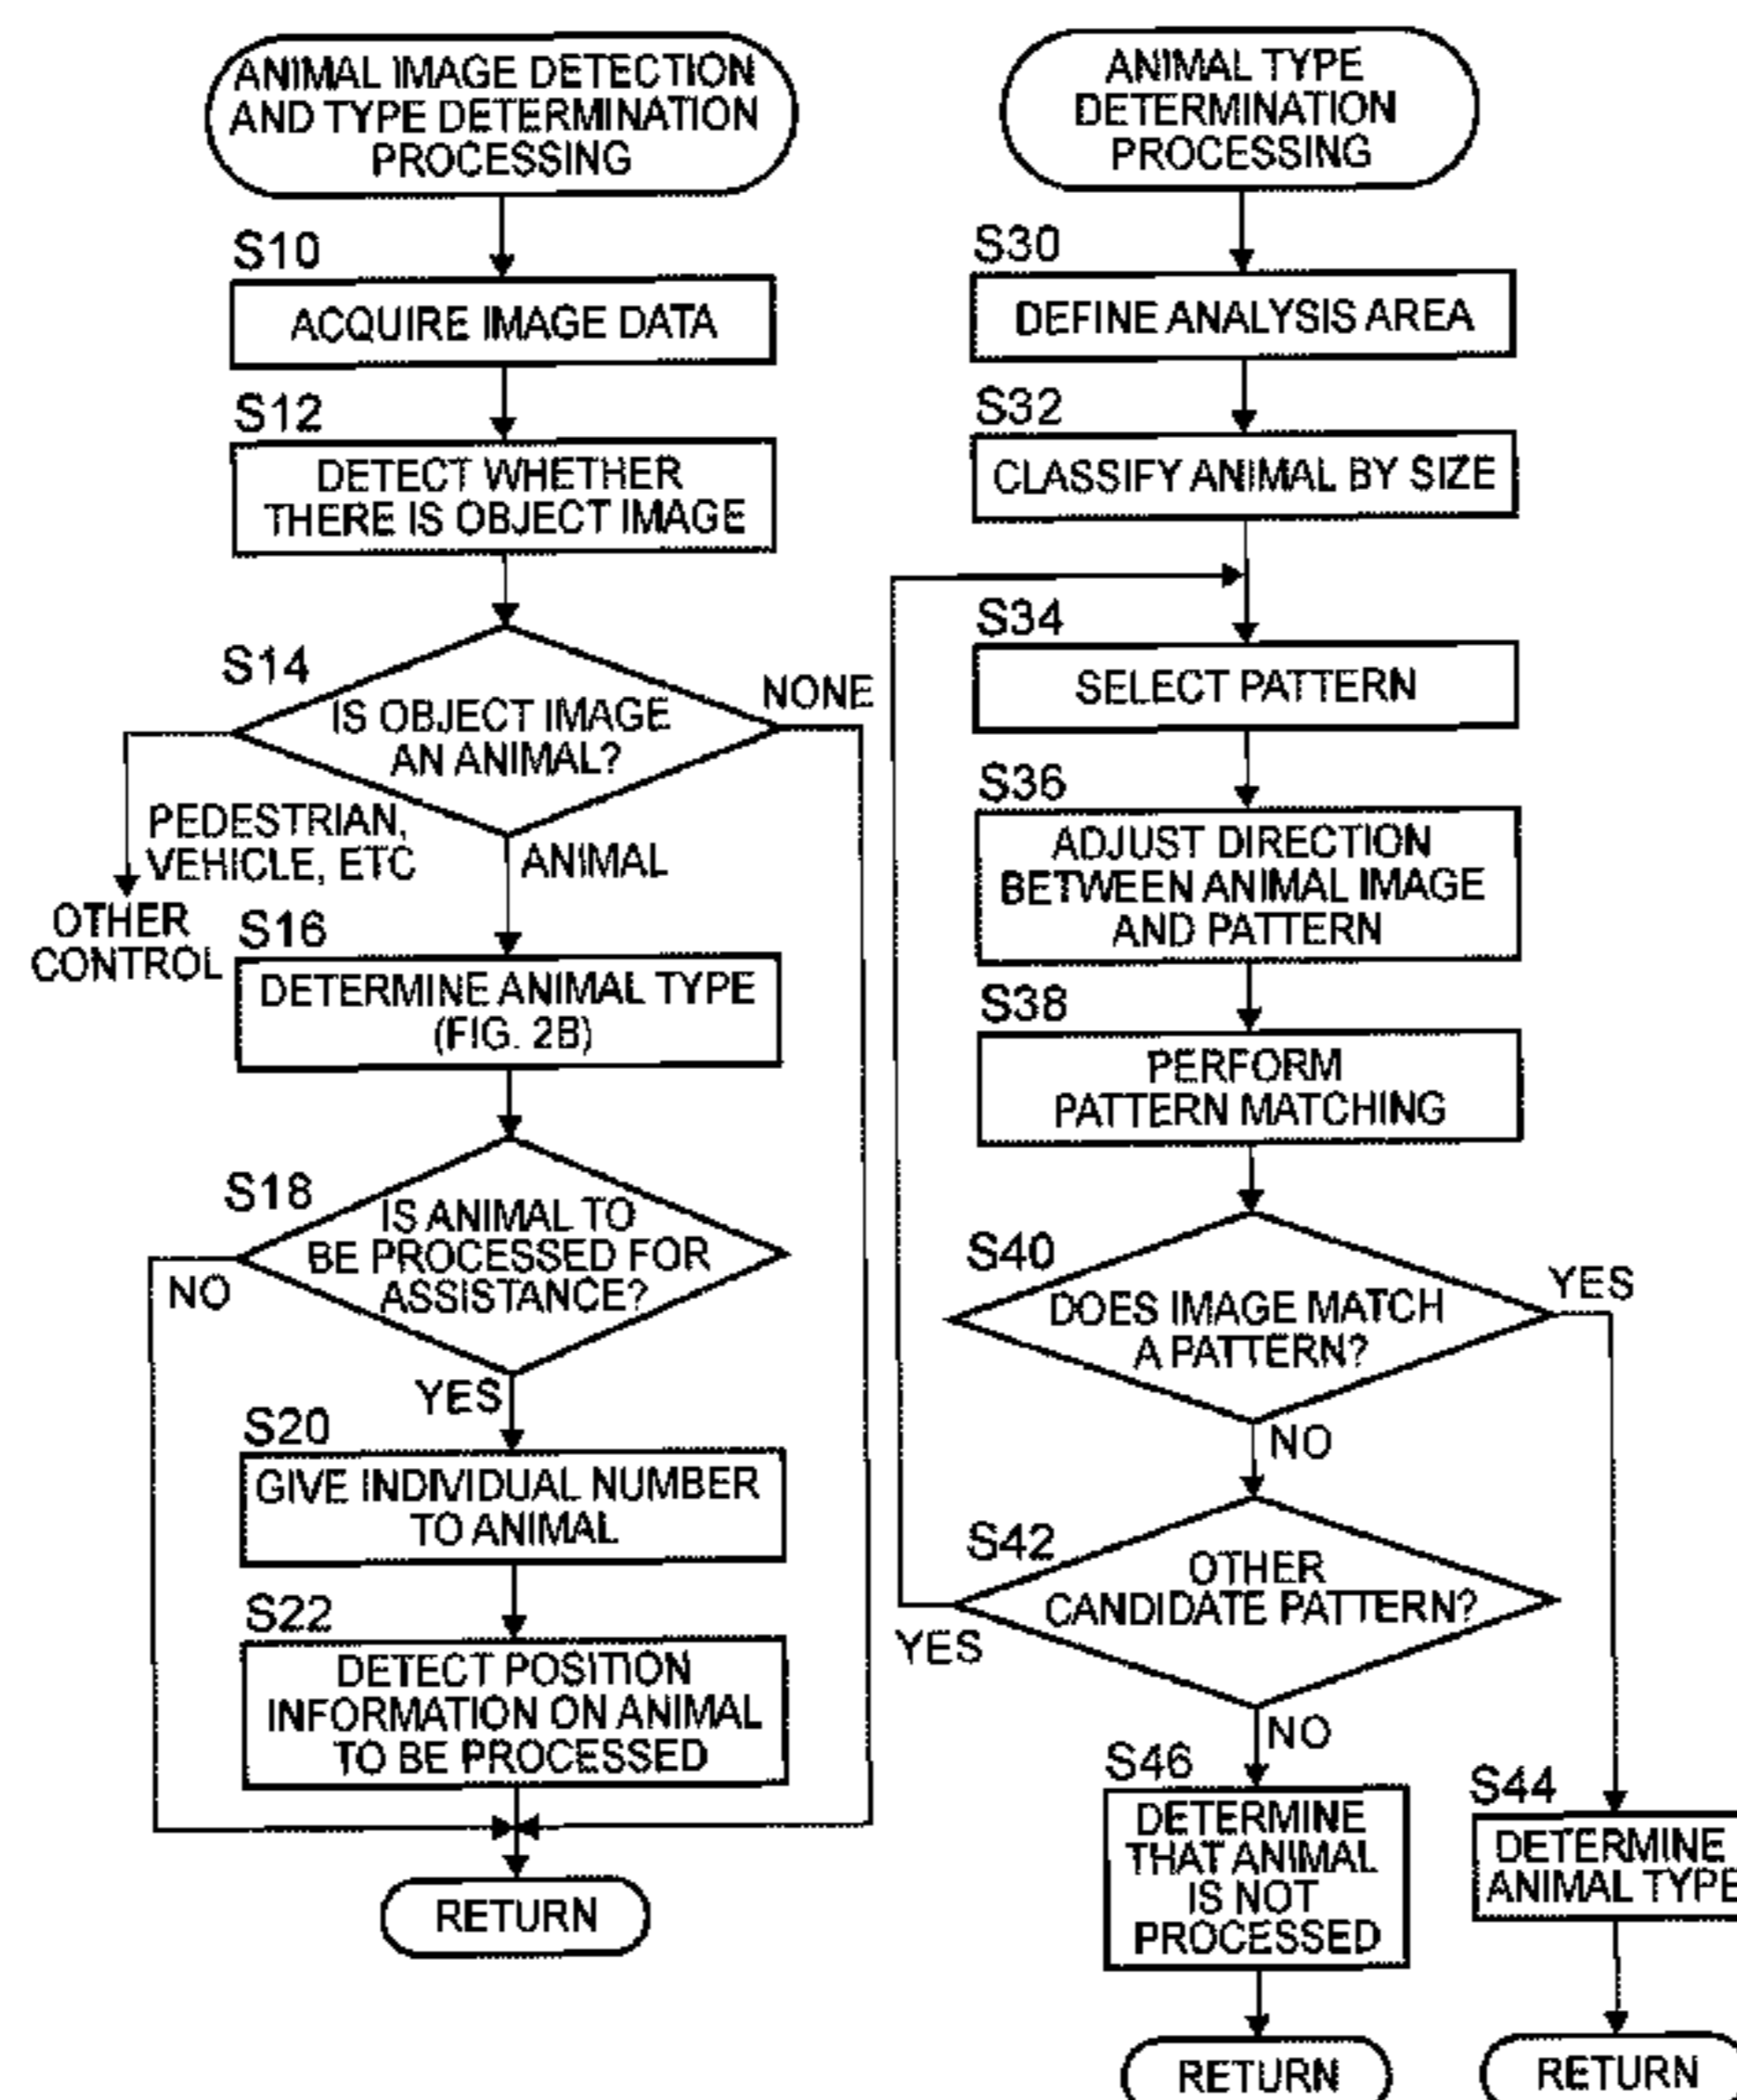 ANIMAL IMAGE DETECTION
AND TYPE DETERMINATION
PROCESSING
S10
ACQUIRE IMAGE DATA
S12
DETECT WHETHER
THERE IS OBJECT IMAGE
S14
IS OBJECT IMAGE
AN ANIMAL?
NONE
PEDESTRIAN,
VEHICLE, ETC
ANIMAL
OTHER
CONTROL
S16
DETERMINE ANIMAL TYPE
(FIG. 2B)
S18
IS ANIMAL TO
BE PROCESSED FOR
ASSISTANCE?
NO
YES
S20
GIVE INDIVIDUAL NUMBER
TO ANIMAL
S22
DETECT POSITION
INFORMATION ON ANIMAL
TO BE PROCESSED
RETURN
ANIMAL TYPE
DETERMINATION
PROCESSING
S30
DEFINE ANALYSIS AREA
S32
CLASSIFY ANIMAL BY SIZE
S34
SELECT PATTERN
S36
ADJUST DIRECTION
BETWEEN ANIMAL IMAGE
AND PATTERN
S38
PERFORM
PATTERN MATCHING
S40
DOES IMAGE MATCH
A PATTERN?
YES
NO
S42
OTHER
CANDIDATE PATTERN?
YES
NO
S46
DETERMINE
THAT ANIMAL
IS NOT
PROCESSED
S44
DETERMINE
ANIMAL TYPE
RETURN
RETURN